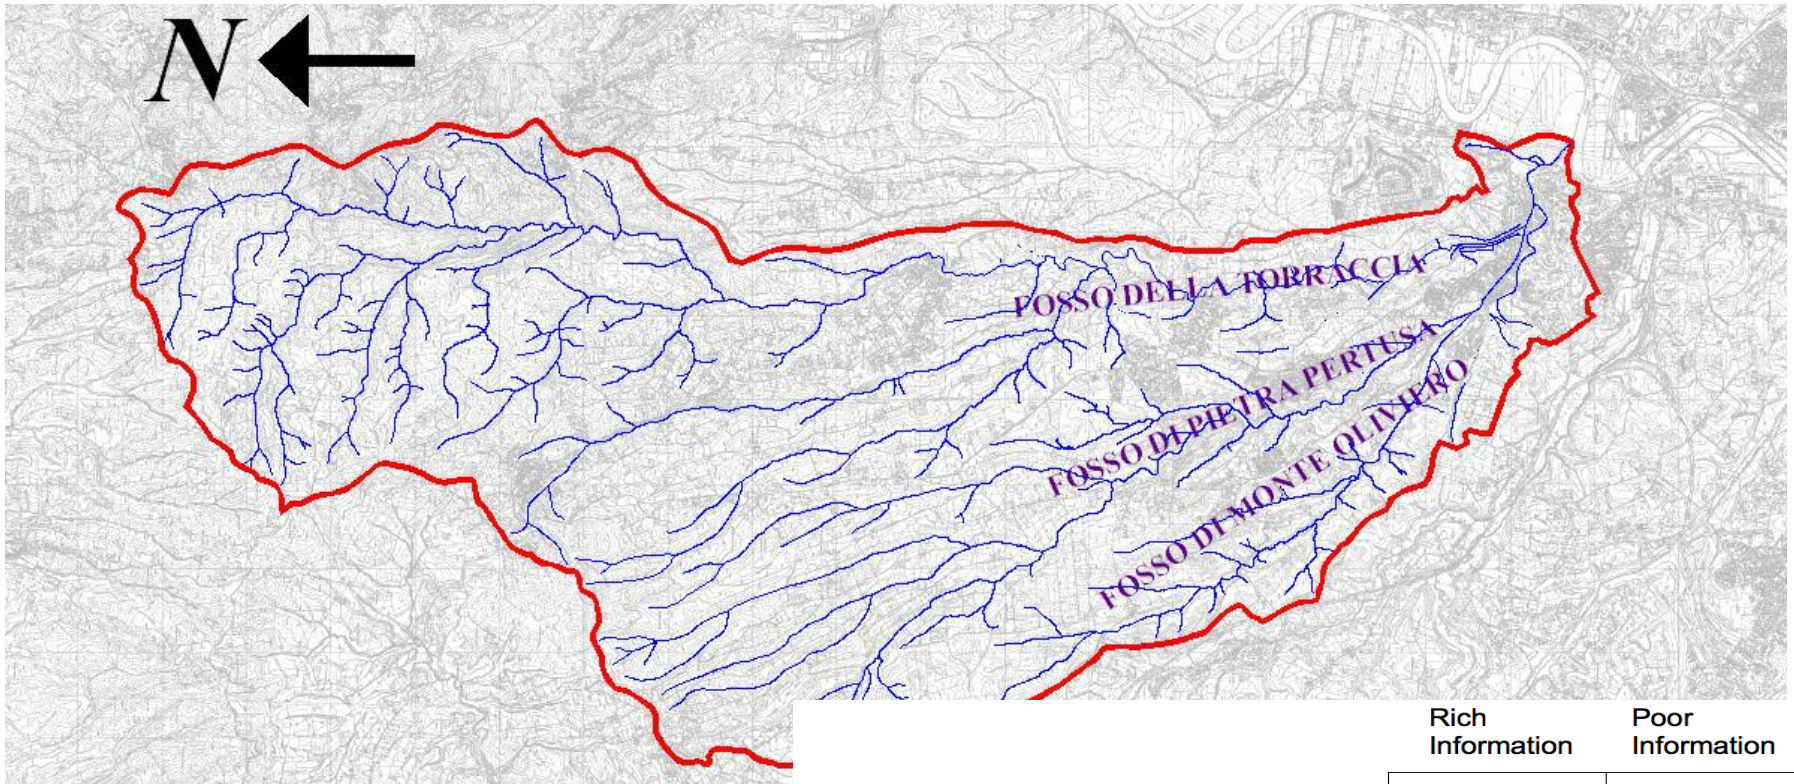 N
FOSSO DELLA TORRACCIA
FOSSO DI PIETRA PERTUSA
FOSSO DI MONTE OLIVIERO
Rich Information
Poor Information